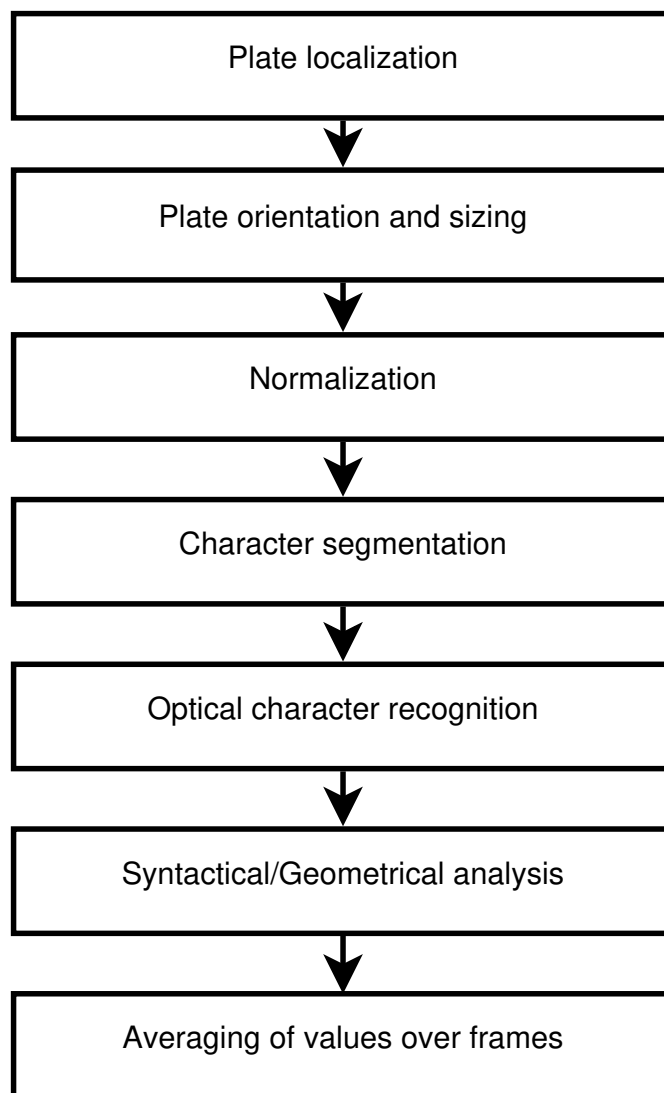 Plate localization
Plate orientation and sizing
Normalization
Character segmentation
Optical character recognition
Syntactical/Geometrical analysis
Averaging of values over frames